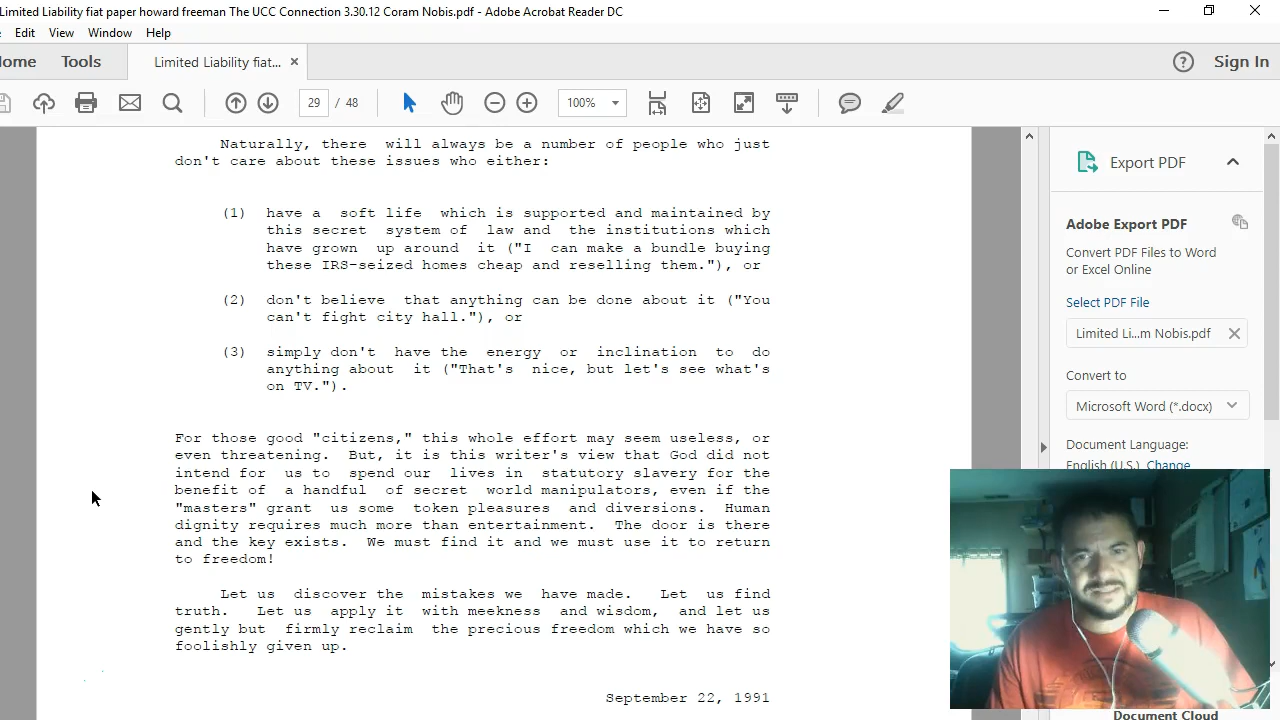 Limited Liability fiat paper howard freeman The UCC Connection 3.30.12 Coram Nobis.pdf - Adobe Acrobat Reader DC
Edit View Window Help
Home Tools Limited Liability fiat... Sign In
29 / 48 100%
Naturally, there will always be a number of people who just
don't care about these issues who either:
(1) have a soft life which is supported and maintained by
this secret system of law and the institutions which
have grown up around it ("I can make a bundle buying
these IRS-seized homes cheap and reselling them."), or
(2) don't believe that anything can be done about it ("You
can't fight city hall."), or
(3) simply don't have the energy or inclination to do
anything about it ("That's nice, but let's see what's
on TV.").
For those good "citizens," this whole effort may seem useless, or
even threatening. But, it is this writer's view that God did not
intend for us to spend our lives in statutory slavery for the
benefit of a handful of secret world manipulators, even if the
"masters" grant us some token pleasures and diversions. Human
dignity requires much more than entertainment. The door is there
and the key exists. We must find it and we must use it to return
to freedom!
Let us discover the mistakes we have made. Let us find
truth. Let us apply it with meekness and wisdom, and let us
gently but firmly reclaim the precious freedom which we have so
foolishly given up.
September 22, 1991
Export PDF
Adobe Export PDF
Convert PDF Files to Word
or Excel Online
Select PDF File
Limited Li...m Nobis.pdf
Convert to
Microsoft Word (*.docx)
Document Language:
English (U.S.) Change
Document Cloud